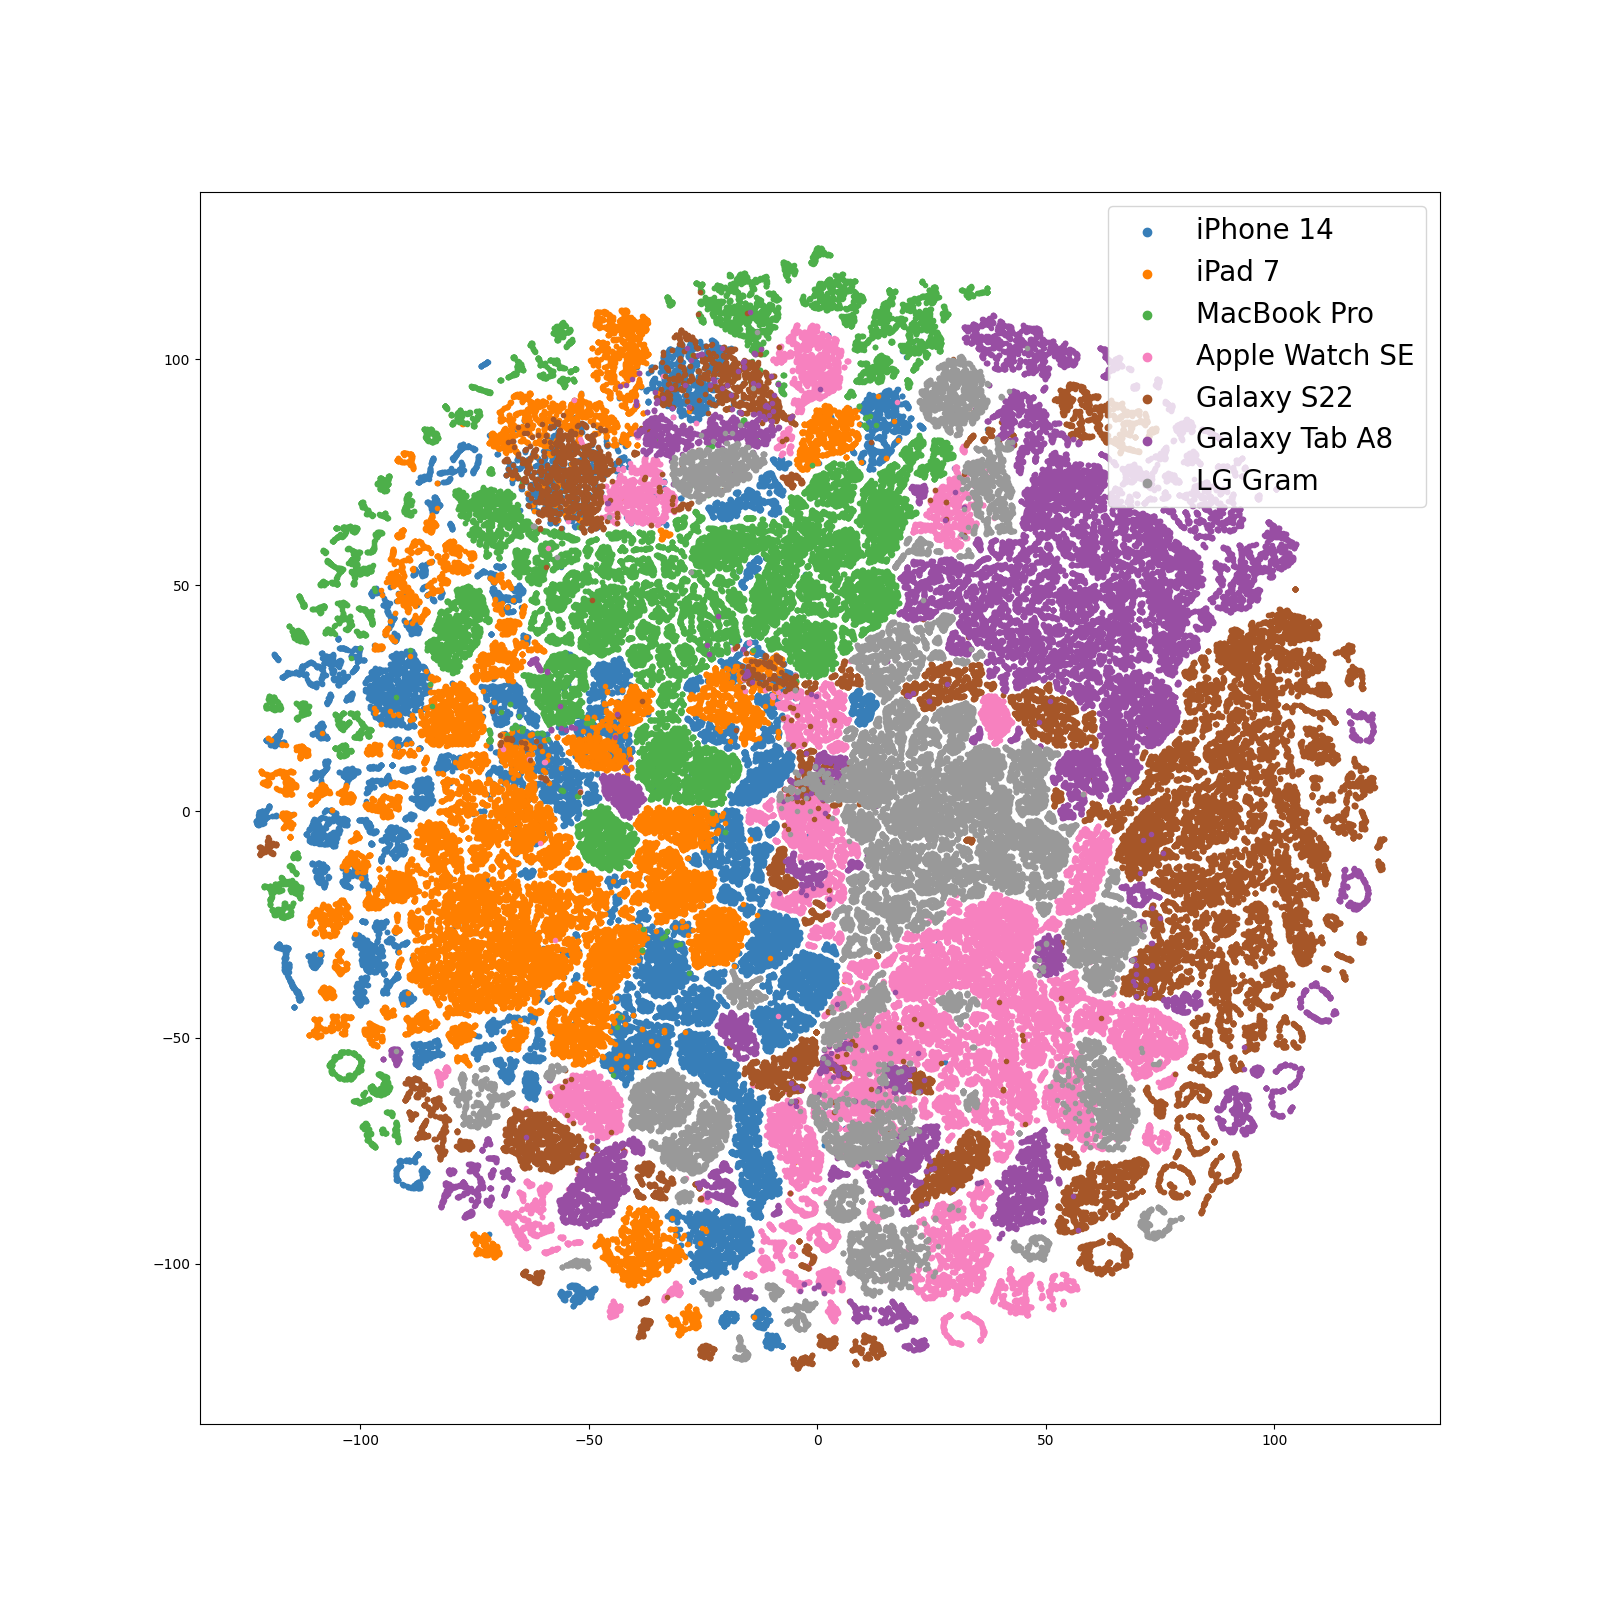 iPhone 14
iPad 7
MacBook Pro
Apple Watch SE
Galaxy S22
Galaxy Tab A8
LG Gram
100
50
0
−50
−100
−100
−50
0
50
100